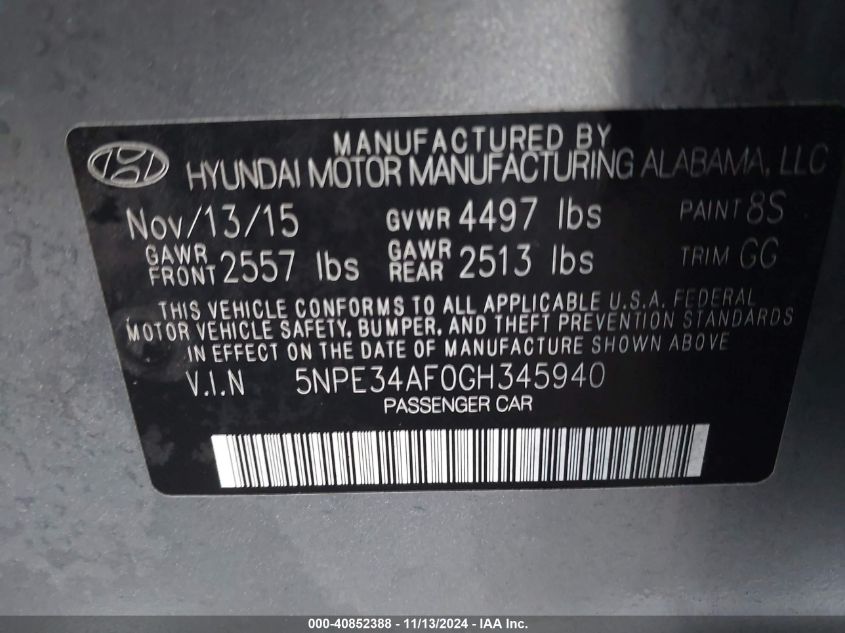 MANUFACTURED BY
HYUNDAI MOTOR MANUFACTURING ALABAMA, LLC
Nov/13/15 GVWR 4497 lbs PAINT 8S
GAWR FRONT 2557 lbs GAWR REAR 2513 lbs TRIM GG
THIS VEHICLE CONFORMS TO ALL APPLICABLE U.S.A. FEDERAL
MOTOR VEHICLE SAFETY, BUMPER, AND THEFT PREVENTION STANDARDS
IN EFFECT ON THE DATE OF MANUFACTURE SHOWN ABOVE
V.I.N 5NPE34AF0GH345940
PASSENGER CAR
000-40852388 - 11/13/2024 - IAA Inc.